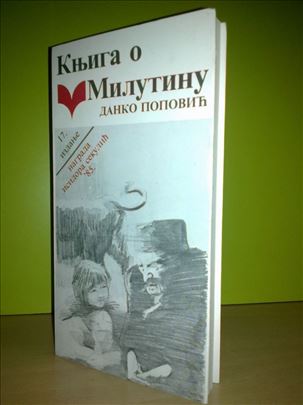 Књига о
Милутину
ДАНКО ПОПОВИЋ
17.
издање
награда
исидора секулић
85.